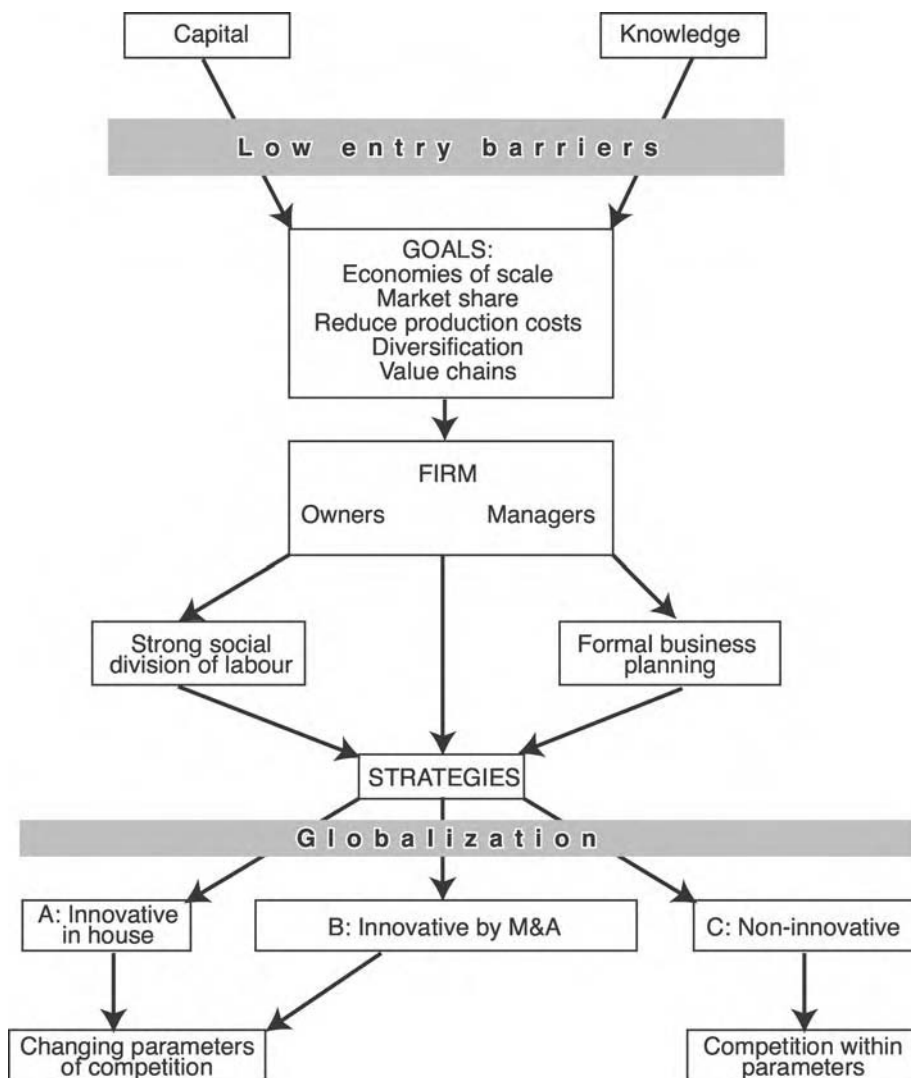 Capital
Knowledge
Low entry barriers
GOALS:
Economies of scale
Market share
Reduce production costs
Diversification
Value chains
FIRM
Owners Managers
Strong social
division of labour
Formal business
planning
STRATEGIES
Globalization
A: Innovative
in house
B: Innovative by M&A
C: Non-innovative
Changing parameters
of competition
Competition within
parameters